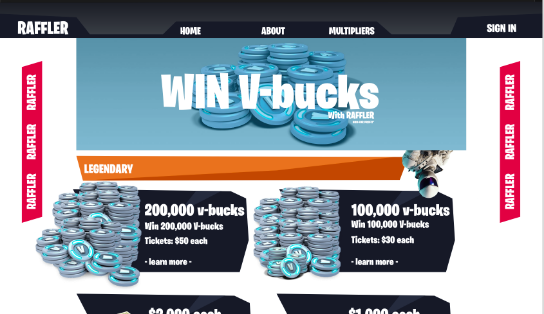 RAFFLER
HOME
ABOUT
MULTIPLIERS
SIGN IN
WIN V-bucks
With RAFFLER
RAFFLER
RAFFLER
RAFFLER
RAFFLER
RAFFLER
RAFFLER
LEGENDARY
200,000 v-bucks
Win 200,000 V-bucks
Tickets: $50 each
- learn more -
100,000 v-bucks
Win 100,000 V-bucks
Tickets: $30 each
- learn more -
$2,000 cash
$1,000 cash